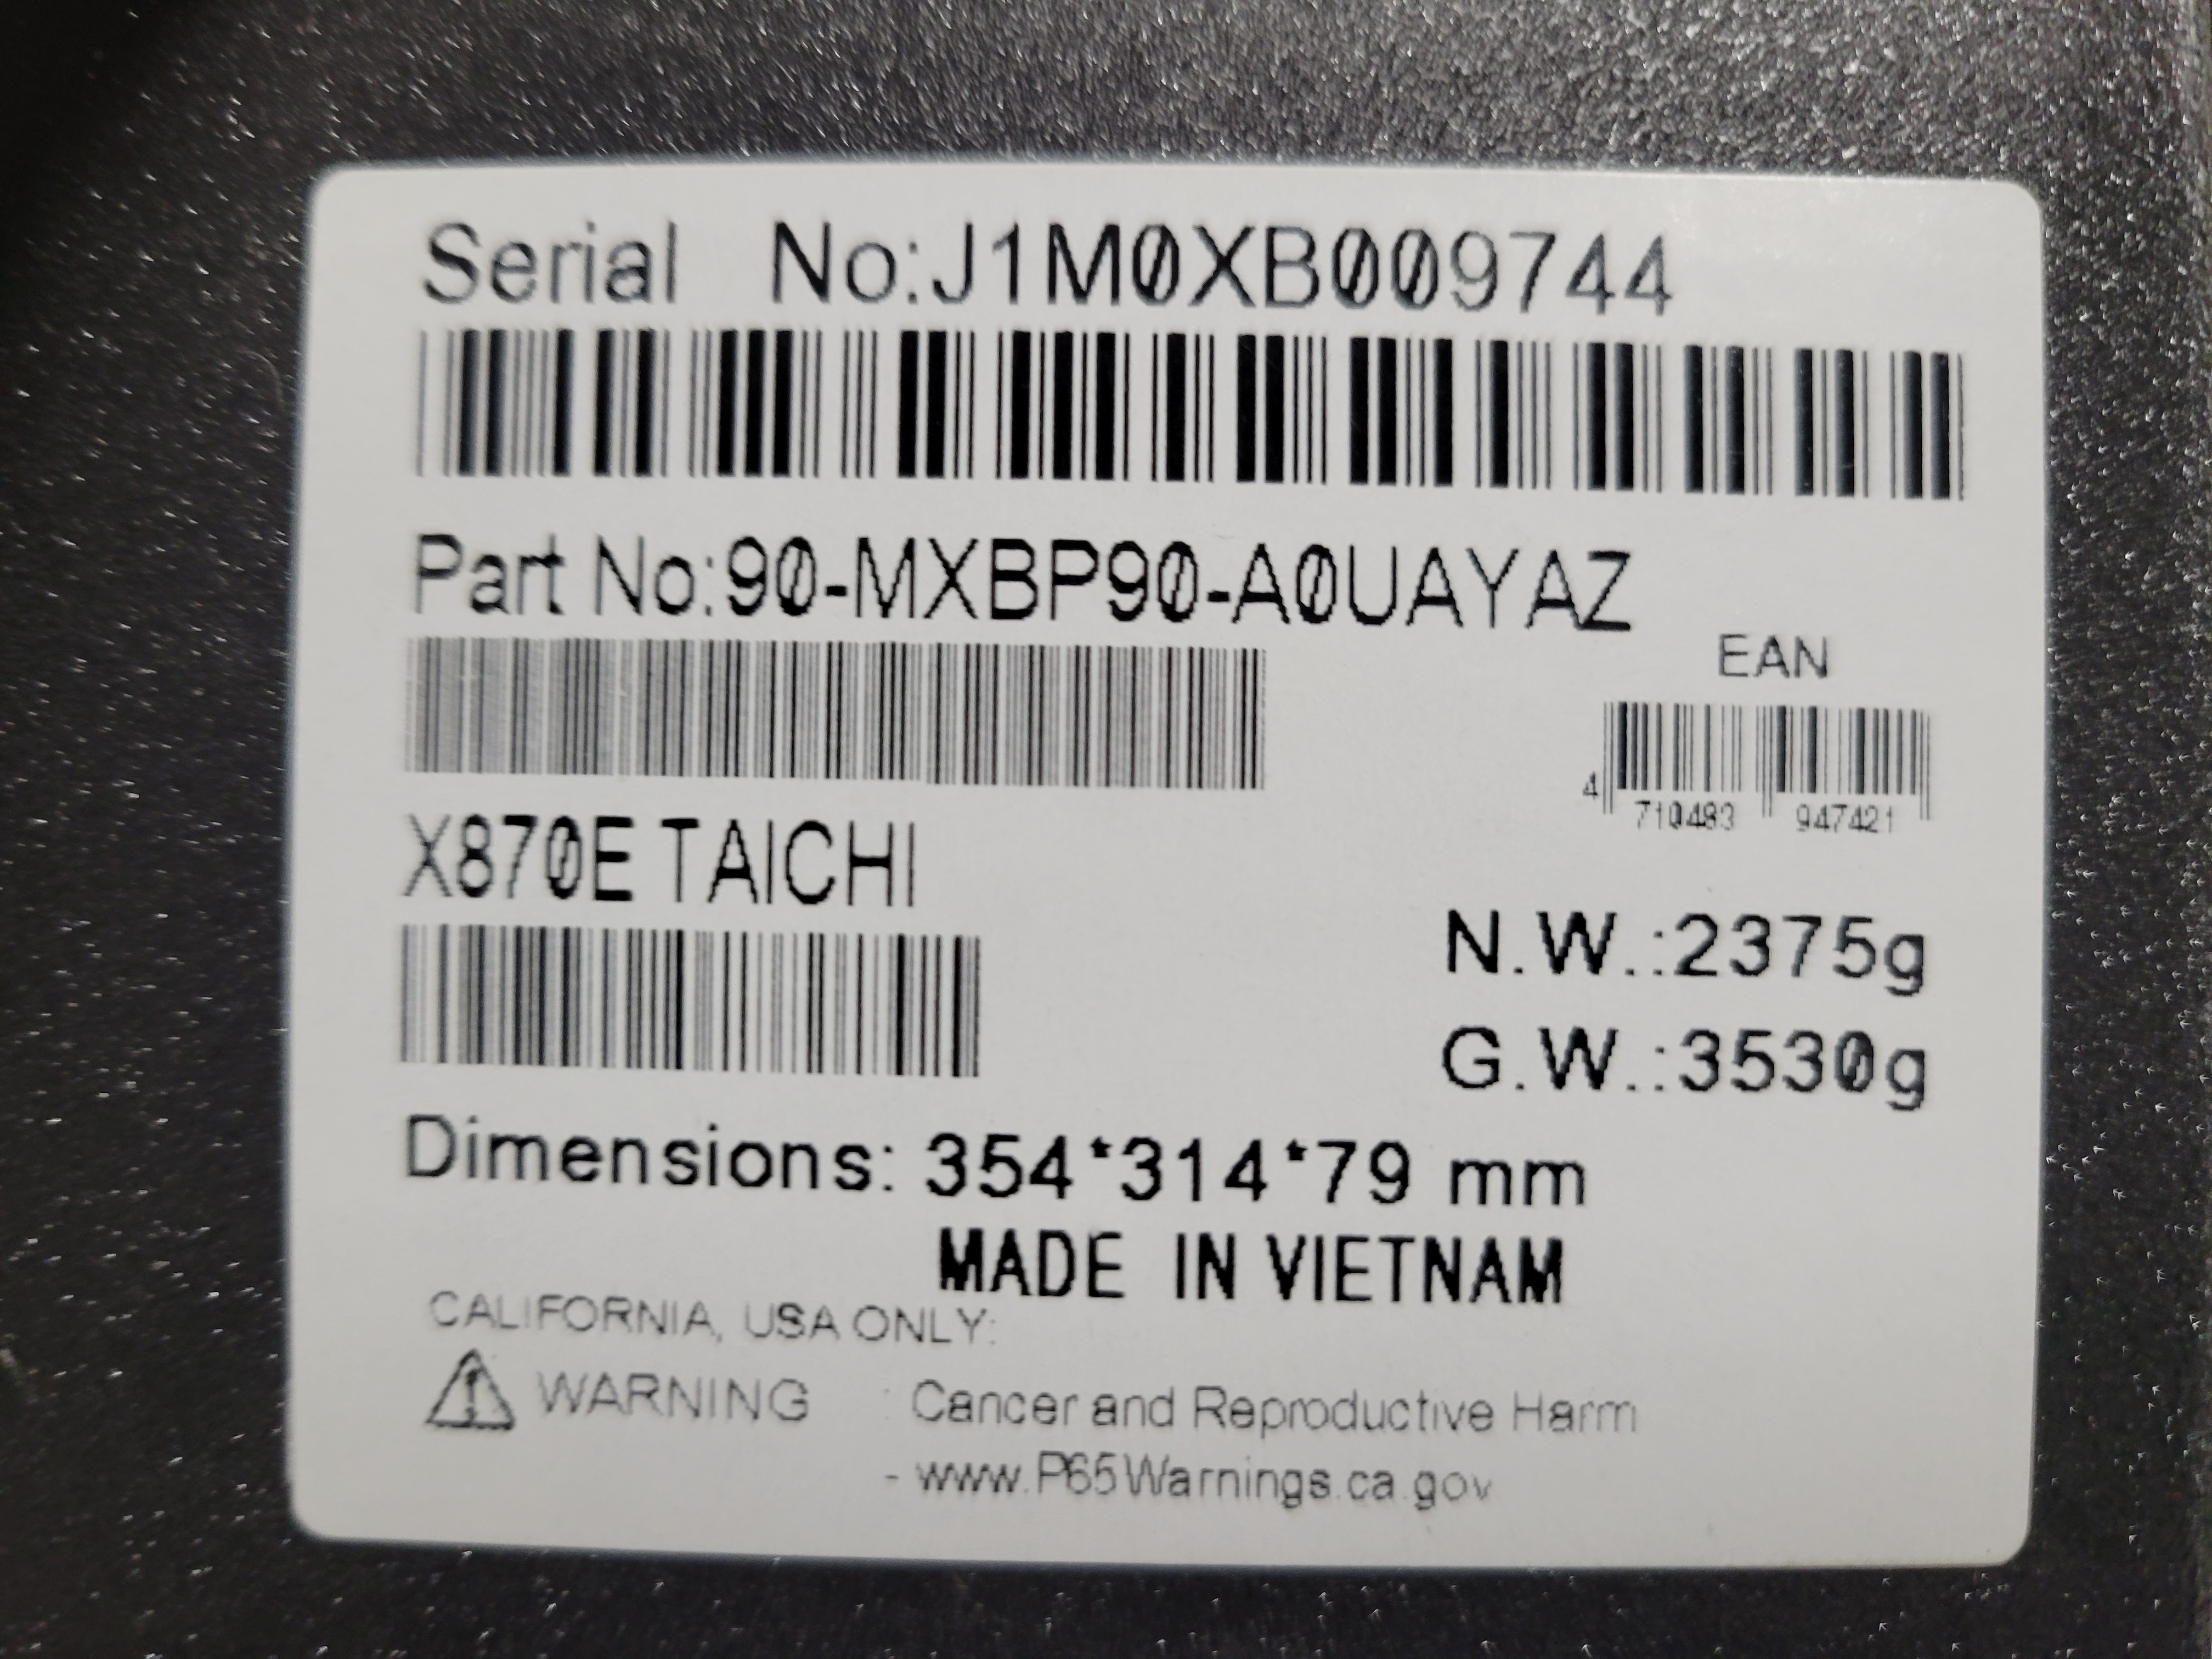 Serial No:J1M0XB009744
Part No:90-MXBP90-A0UAYAZ
EAN
4 710483 947421
X870E TAICHI
N.W.:2375g
G.W.:3530g
Dimensions: 354*314*79 mm
MADE IN VIETNAM
CALIFORNIA, USA ONLY:
WARNING : Cancer and Reproductive Harm
- www.P65Warnings.ca.gov